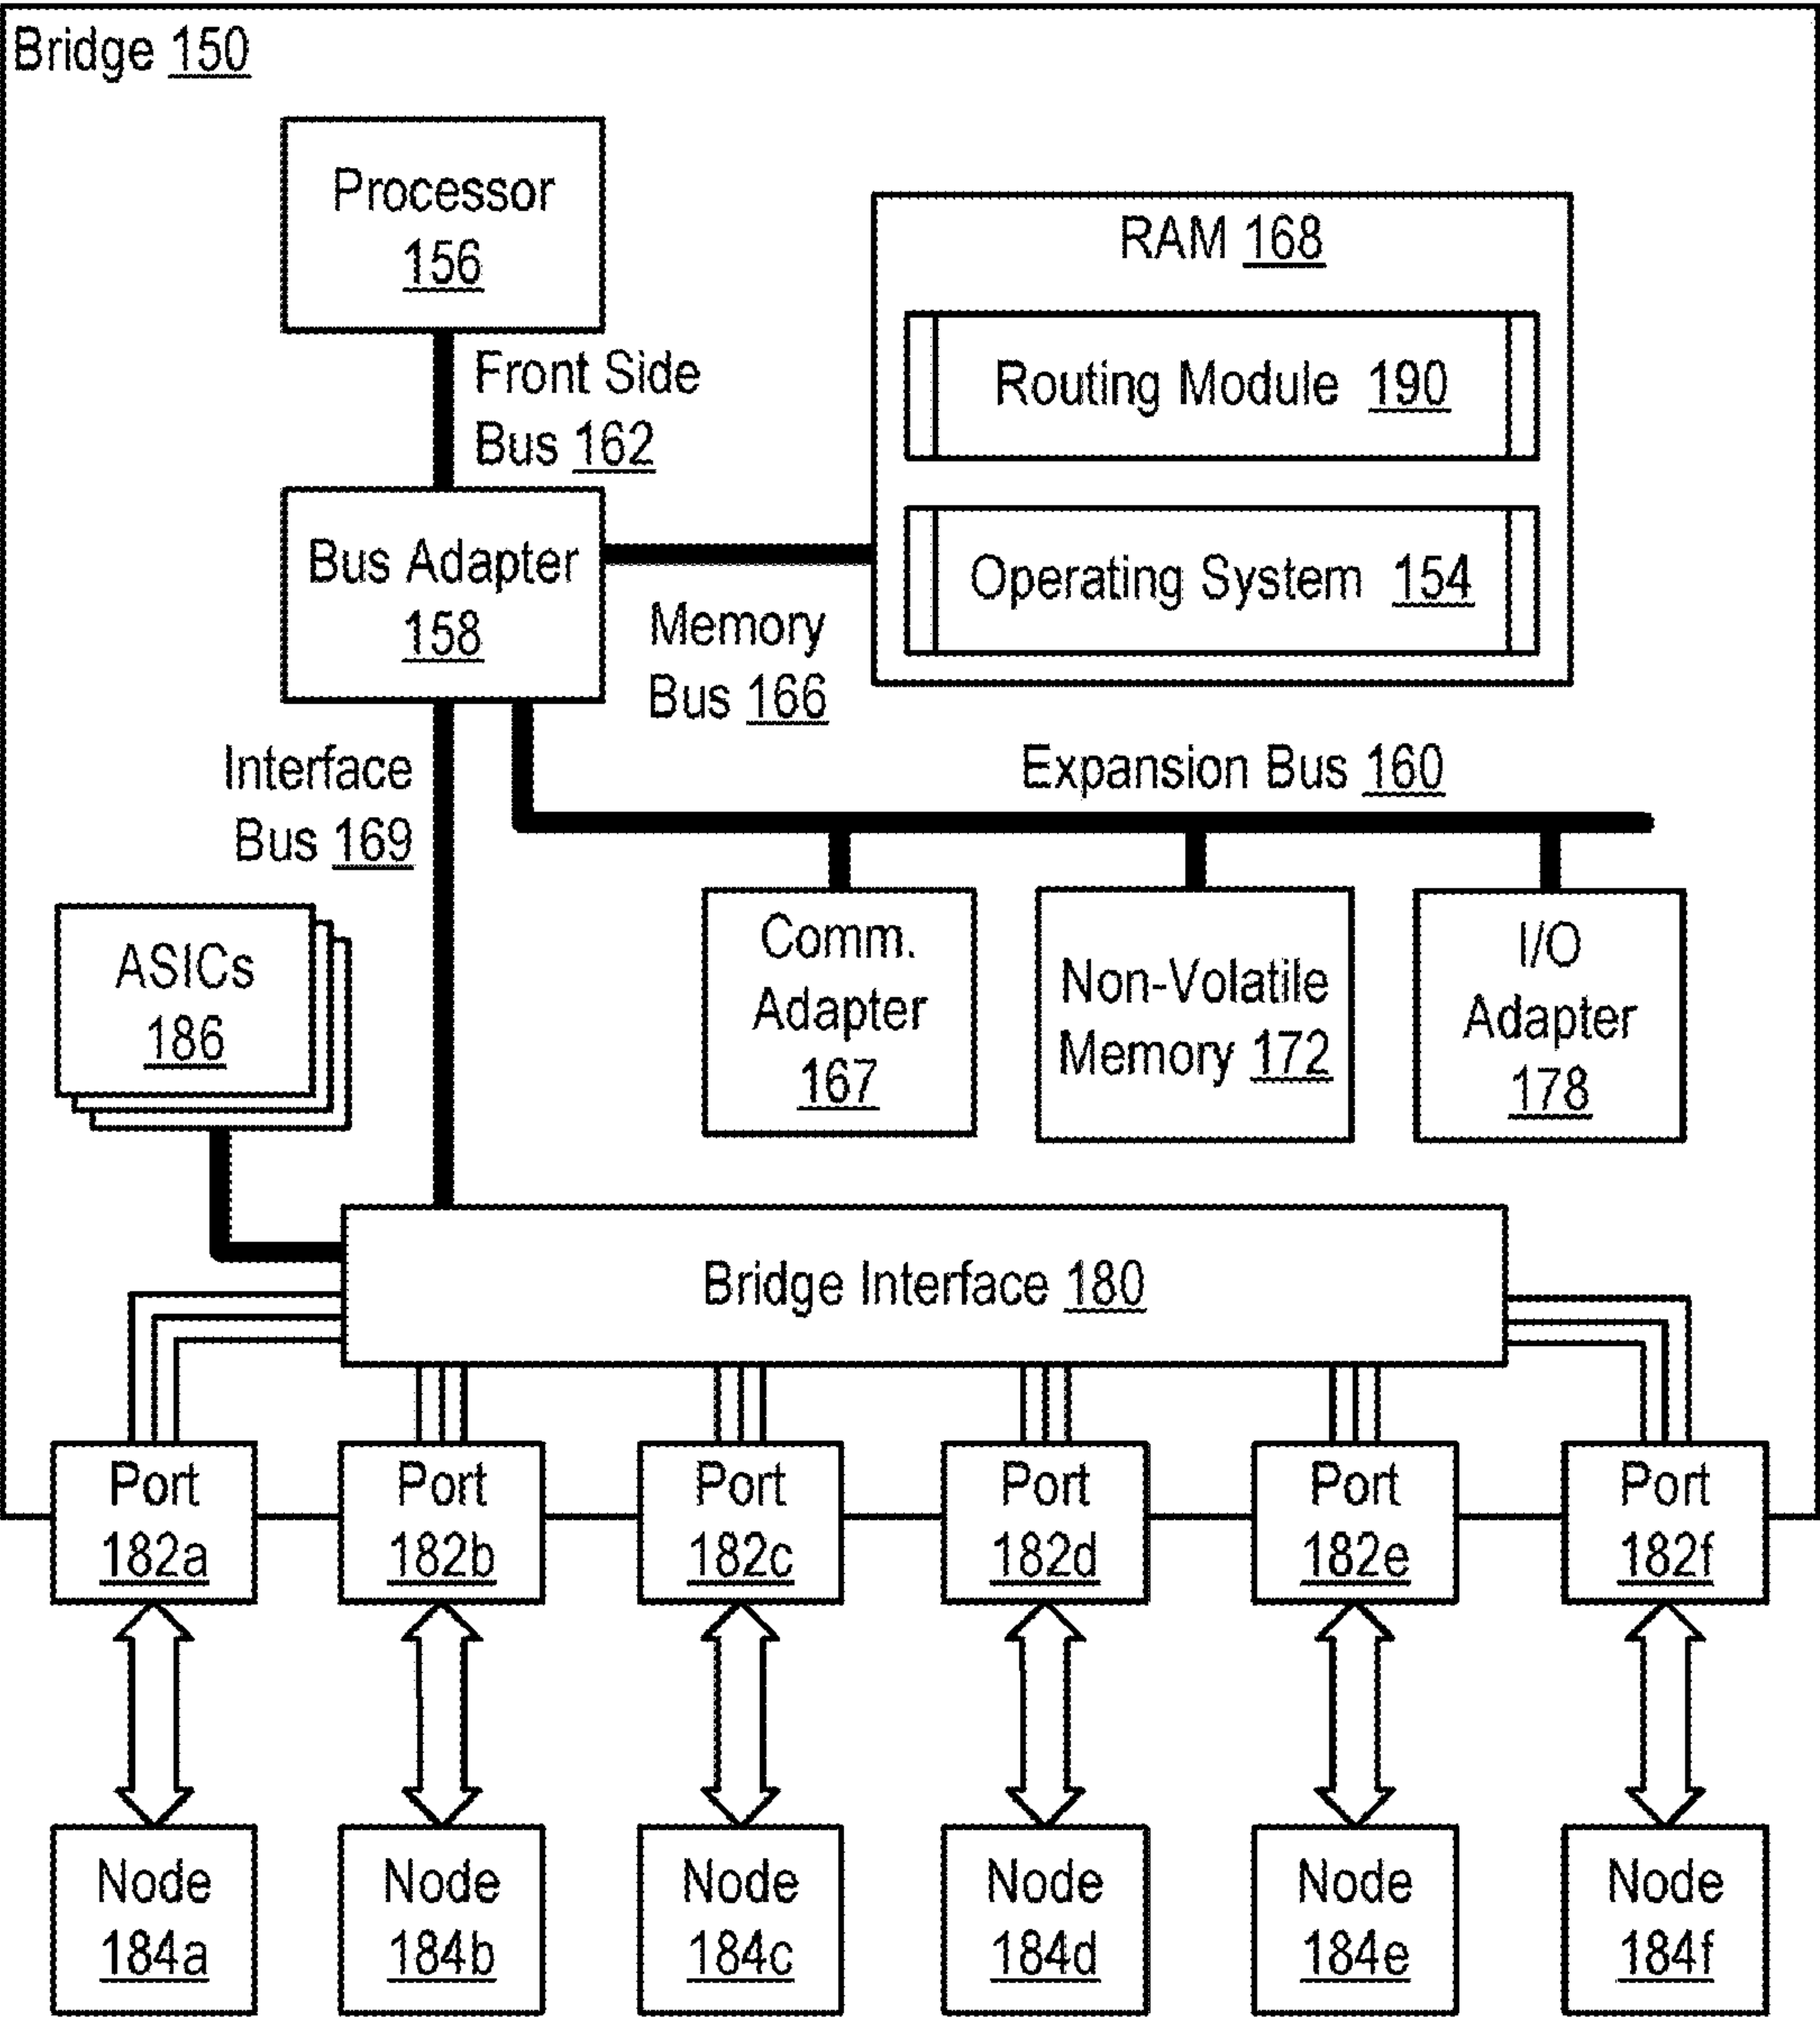 Bridge 150
Processor
156
RAM 168
Routing Module 190
Front Side
Bus 162
Bus Adapter
158
Operating System 154
Memory
Bus 166
Interface
Bus 169
Expansion Bus 160
ASICs
186
Comm.
Adapter
167
Non-Volatile
Memory 172
I/O
Adapter
178
Bridge Interface 180
Port
182a
Port
182b
Port
182c
Port
182d
Port
182e
Port
182f
Node
184a
Node
184b
Node
184c
Node
184d
Node
184e
Node
184f